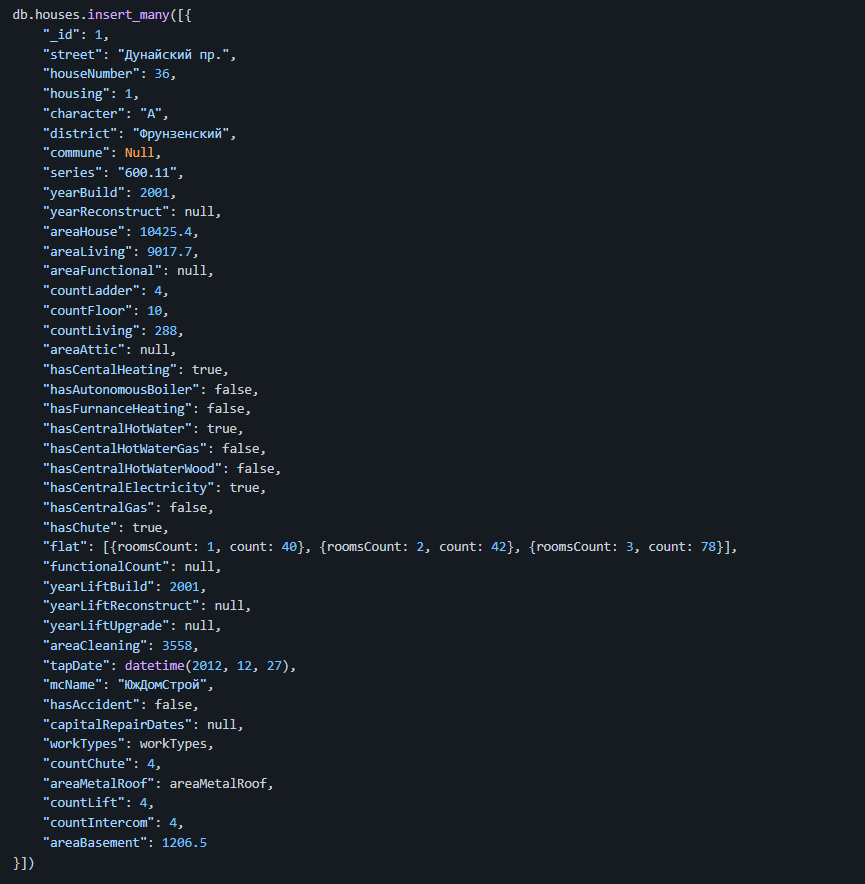 db.houses.insert_many([{
    "_id": 1,
    "street": "Дунайский пр.",
    "houseNumber": 36,
    "housing": 1,
    "character": "А",
    "district": "Фрунзенский",
    "commune": Null,
    "series": "600.11",
    "yearBuild": 2001,
    "yearReconstruct": null,
    "areaHouse": 10425.4,
    "areaLiving": 9017.7,
    "areaFunctional": null,
    "countLadder": 4,
    "countFloor": 10,
    "countLiving": 288,
    "areaAttic": null,
    "hasCentalHeating": true,
    "hasAutonomousBoiler": false,
    "hasFurnanceHeating": false,
    "hasCentralHotWater": true,
    "hasCentalHotWaterGas": false,
    "hasCentralHotWaterWood": false,
    "hasCentralElectricity": true,
    "hasCentralGas": false,
    "hasChute": true,
    "flat": [{roomsCount: 1, count: 40}, {roomsCount: 2, count: 42}, {roomsCount: 3, count: 78}],
    "functionalCount": null,
    "yearLiftBuild": 2001,
    "yearLiftReconstruct": null,
    "yearLiftUpgrade": null,
    "areaCleaning": 3558,
    "tapDate": datetime(2012, 12, 27),
    "mcName": "ЮжДомСтрой",
    "hasAccident": false,
    "capitalRepairDates": null,
    "workTypes": workTypes,
    "countChute": 4,
    "areaMetalRoof": areaMetalRoof,
    "countLift": 4,
    "countIntercom": 4,
    "areaBasement": 1206.5
}])